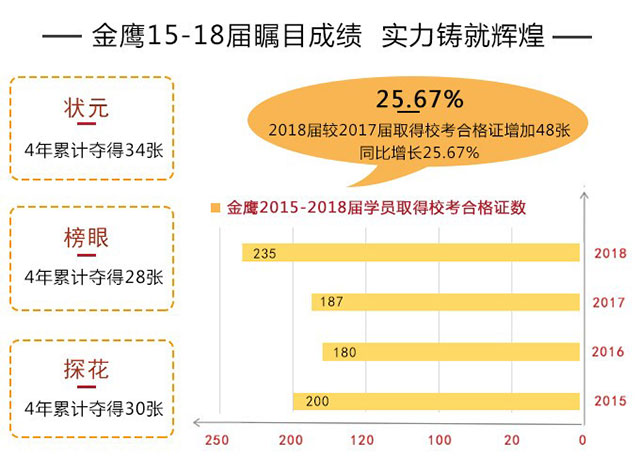 金鹰15-18届瞩目成绩 实力铸就辉煌
状元
4年累计夺得34张
榜眼
4年累计夺得28张
探花
4年累计夺得30张
25.67%
2018届较2017届取得校考合格证增加48张
同比增长25.67%
金鹰2015-2018届学员取得校考合格证数
235 2018
187 2017
180 2016
200 2015
250 200 120 100 20 0